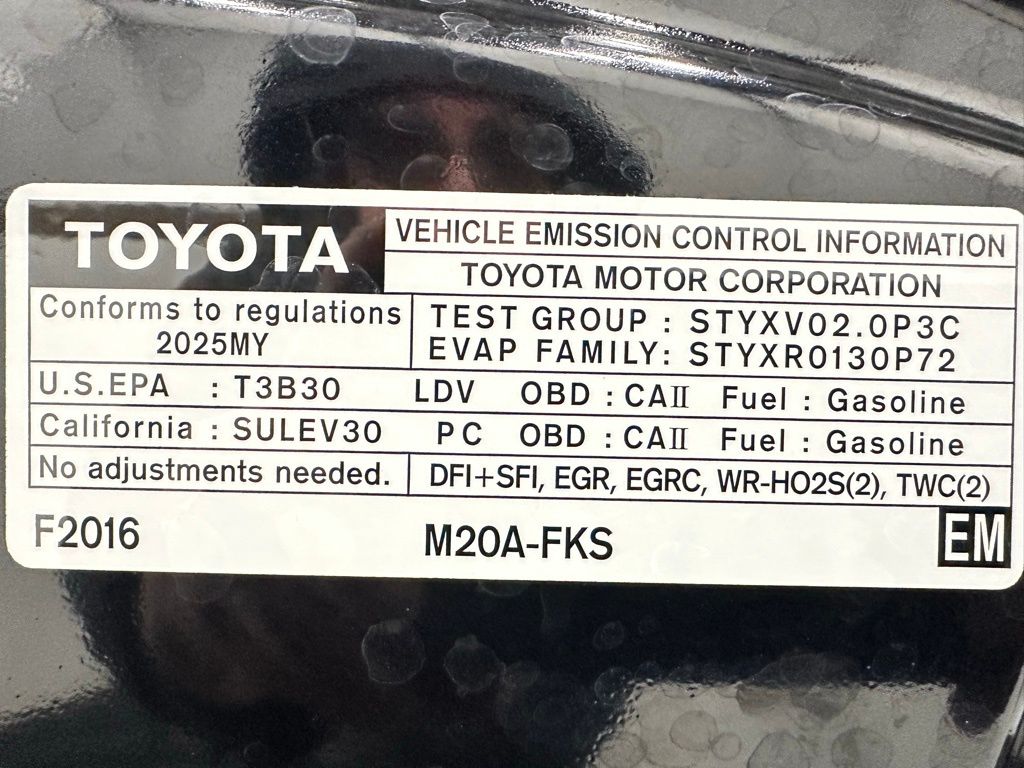 TOYOTA
VEHICLE EMISSION CONTROL INFORMATION
TOYOTA MOTOR CORPORATION
Conforms to regulations
2025MY
TEST GROUP : STYXV02.0P3C
EVAP FAMILY: STYXR0130P72
U.S.EPA : T3B30 LDV OBD : CAII Fuel : Gasoline
California : SULEV30 PC OBD : CAII Fuel : Gasoline
No adjustments needed. DFI+SFI, EGR, EGRC, WR-HO2S(2), TWC(2)
F2016 M20A-FKS EM